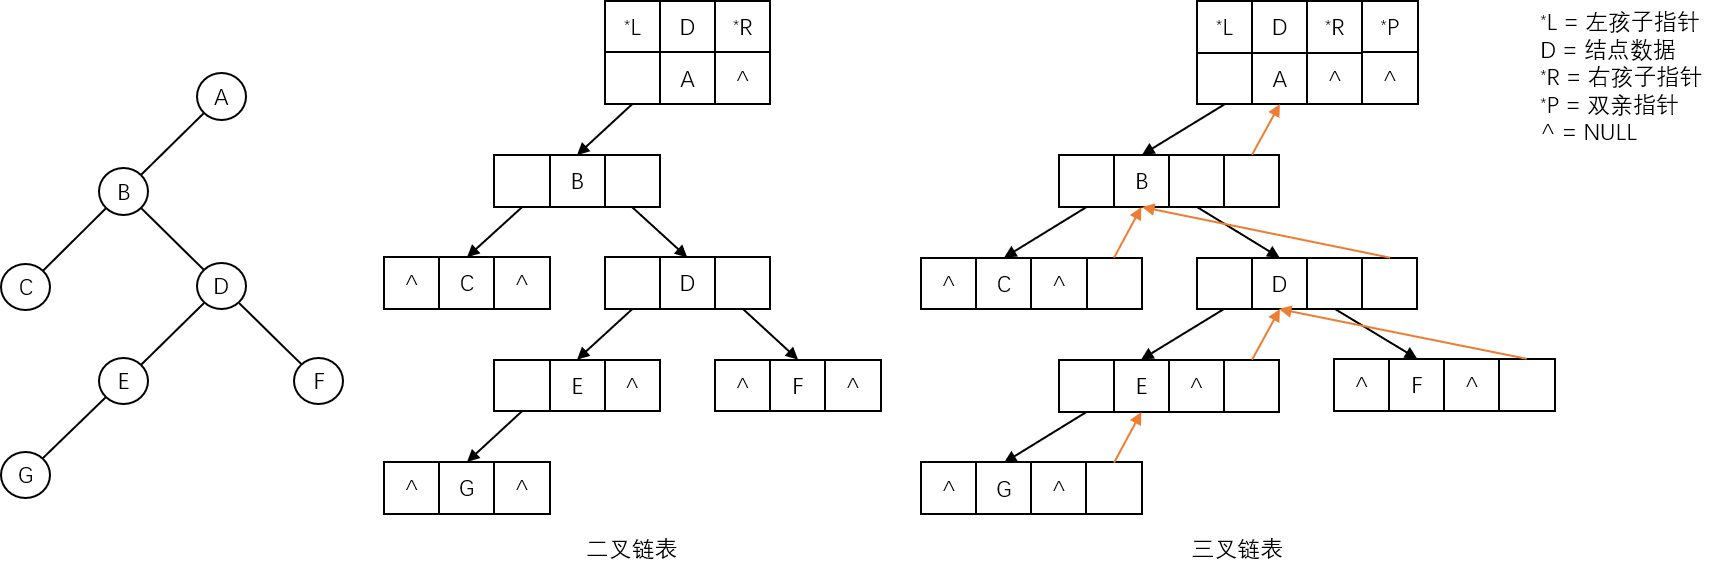 A
B
C
D
E
F
G
*L D *R
A ^
B
^ C ^
D
E ^
^ F ^
^ G ^
二叉链表
*L D *R *P
A ^ ^
B
^ C ^
D
E ^
^ F ^
^ G ^
三叉链表
*L = 左孩子指针
D = 结点数据
*R = 右孩子指针
*P = 双亲指针
^ = NULL